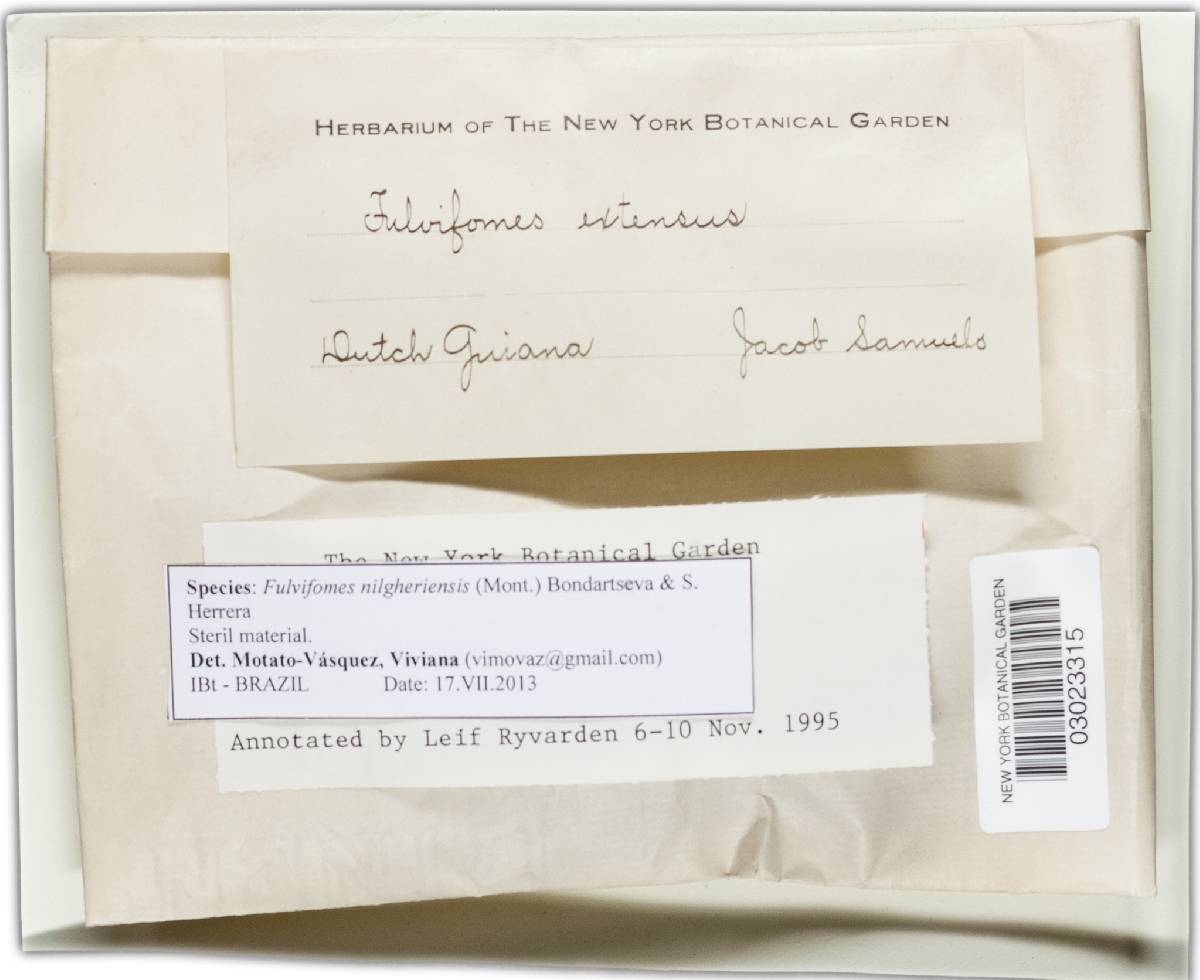 HERBARIUM OF THE NEW YORK BOTANICAL GARDEN
Fulvifomes extensus
Dutch Guiana Jacob Samuels
The New York Botanical Garden
Species: Fulvifomes nilgheriensis (Mont.) Bondartseva & S.
Herrera
Steril material.
Det. Motato-Vásquez, Viviana (vimovaz@gmail.com)
IBt - BRAZIL Date: 17.VII.2013
Annotated by Leif Ryvarden 6-10 Nov. 1995
NEW YORK BOTANICAL GARDEN
03023315